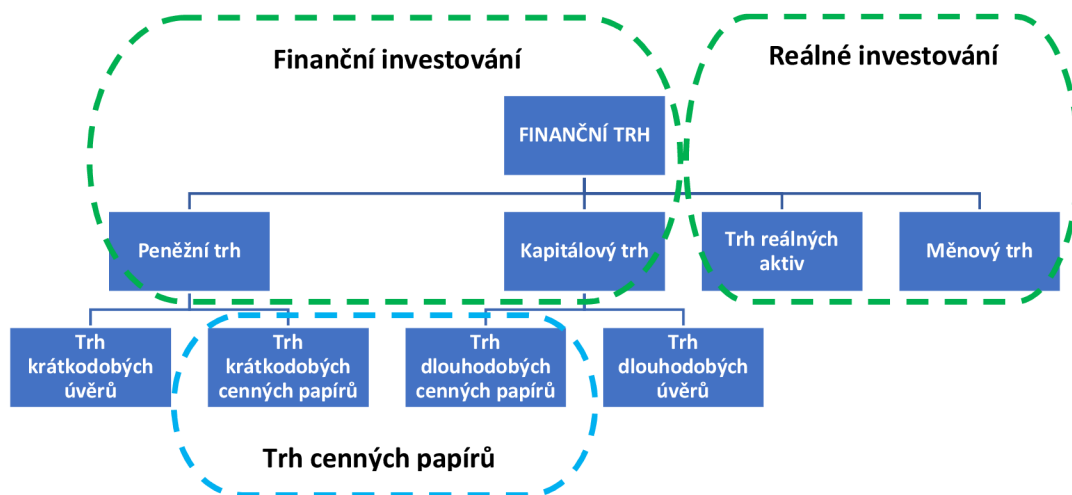 Finanční investování
Reálné investování
FINANČNÍ TRH
Peněžní trh
Kapitálový trh
Trh reálných
aktiv
Měnový trh
Trh
krátkodobých
úvěrů
Trh
krátkodobých
cenných papírů
Trh
dlouhodobých
cenných papírů
Trh
dlouhodobých
úvěrů
Trh cenných papírů